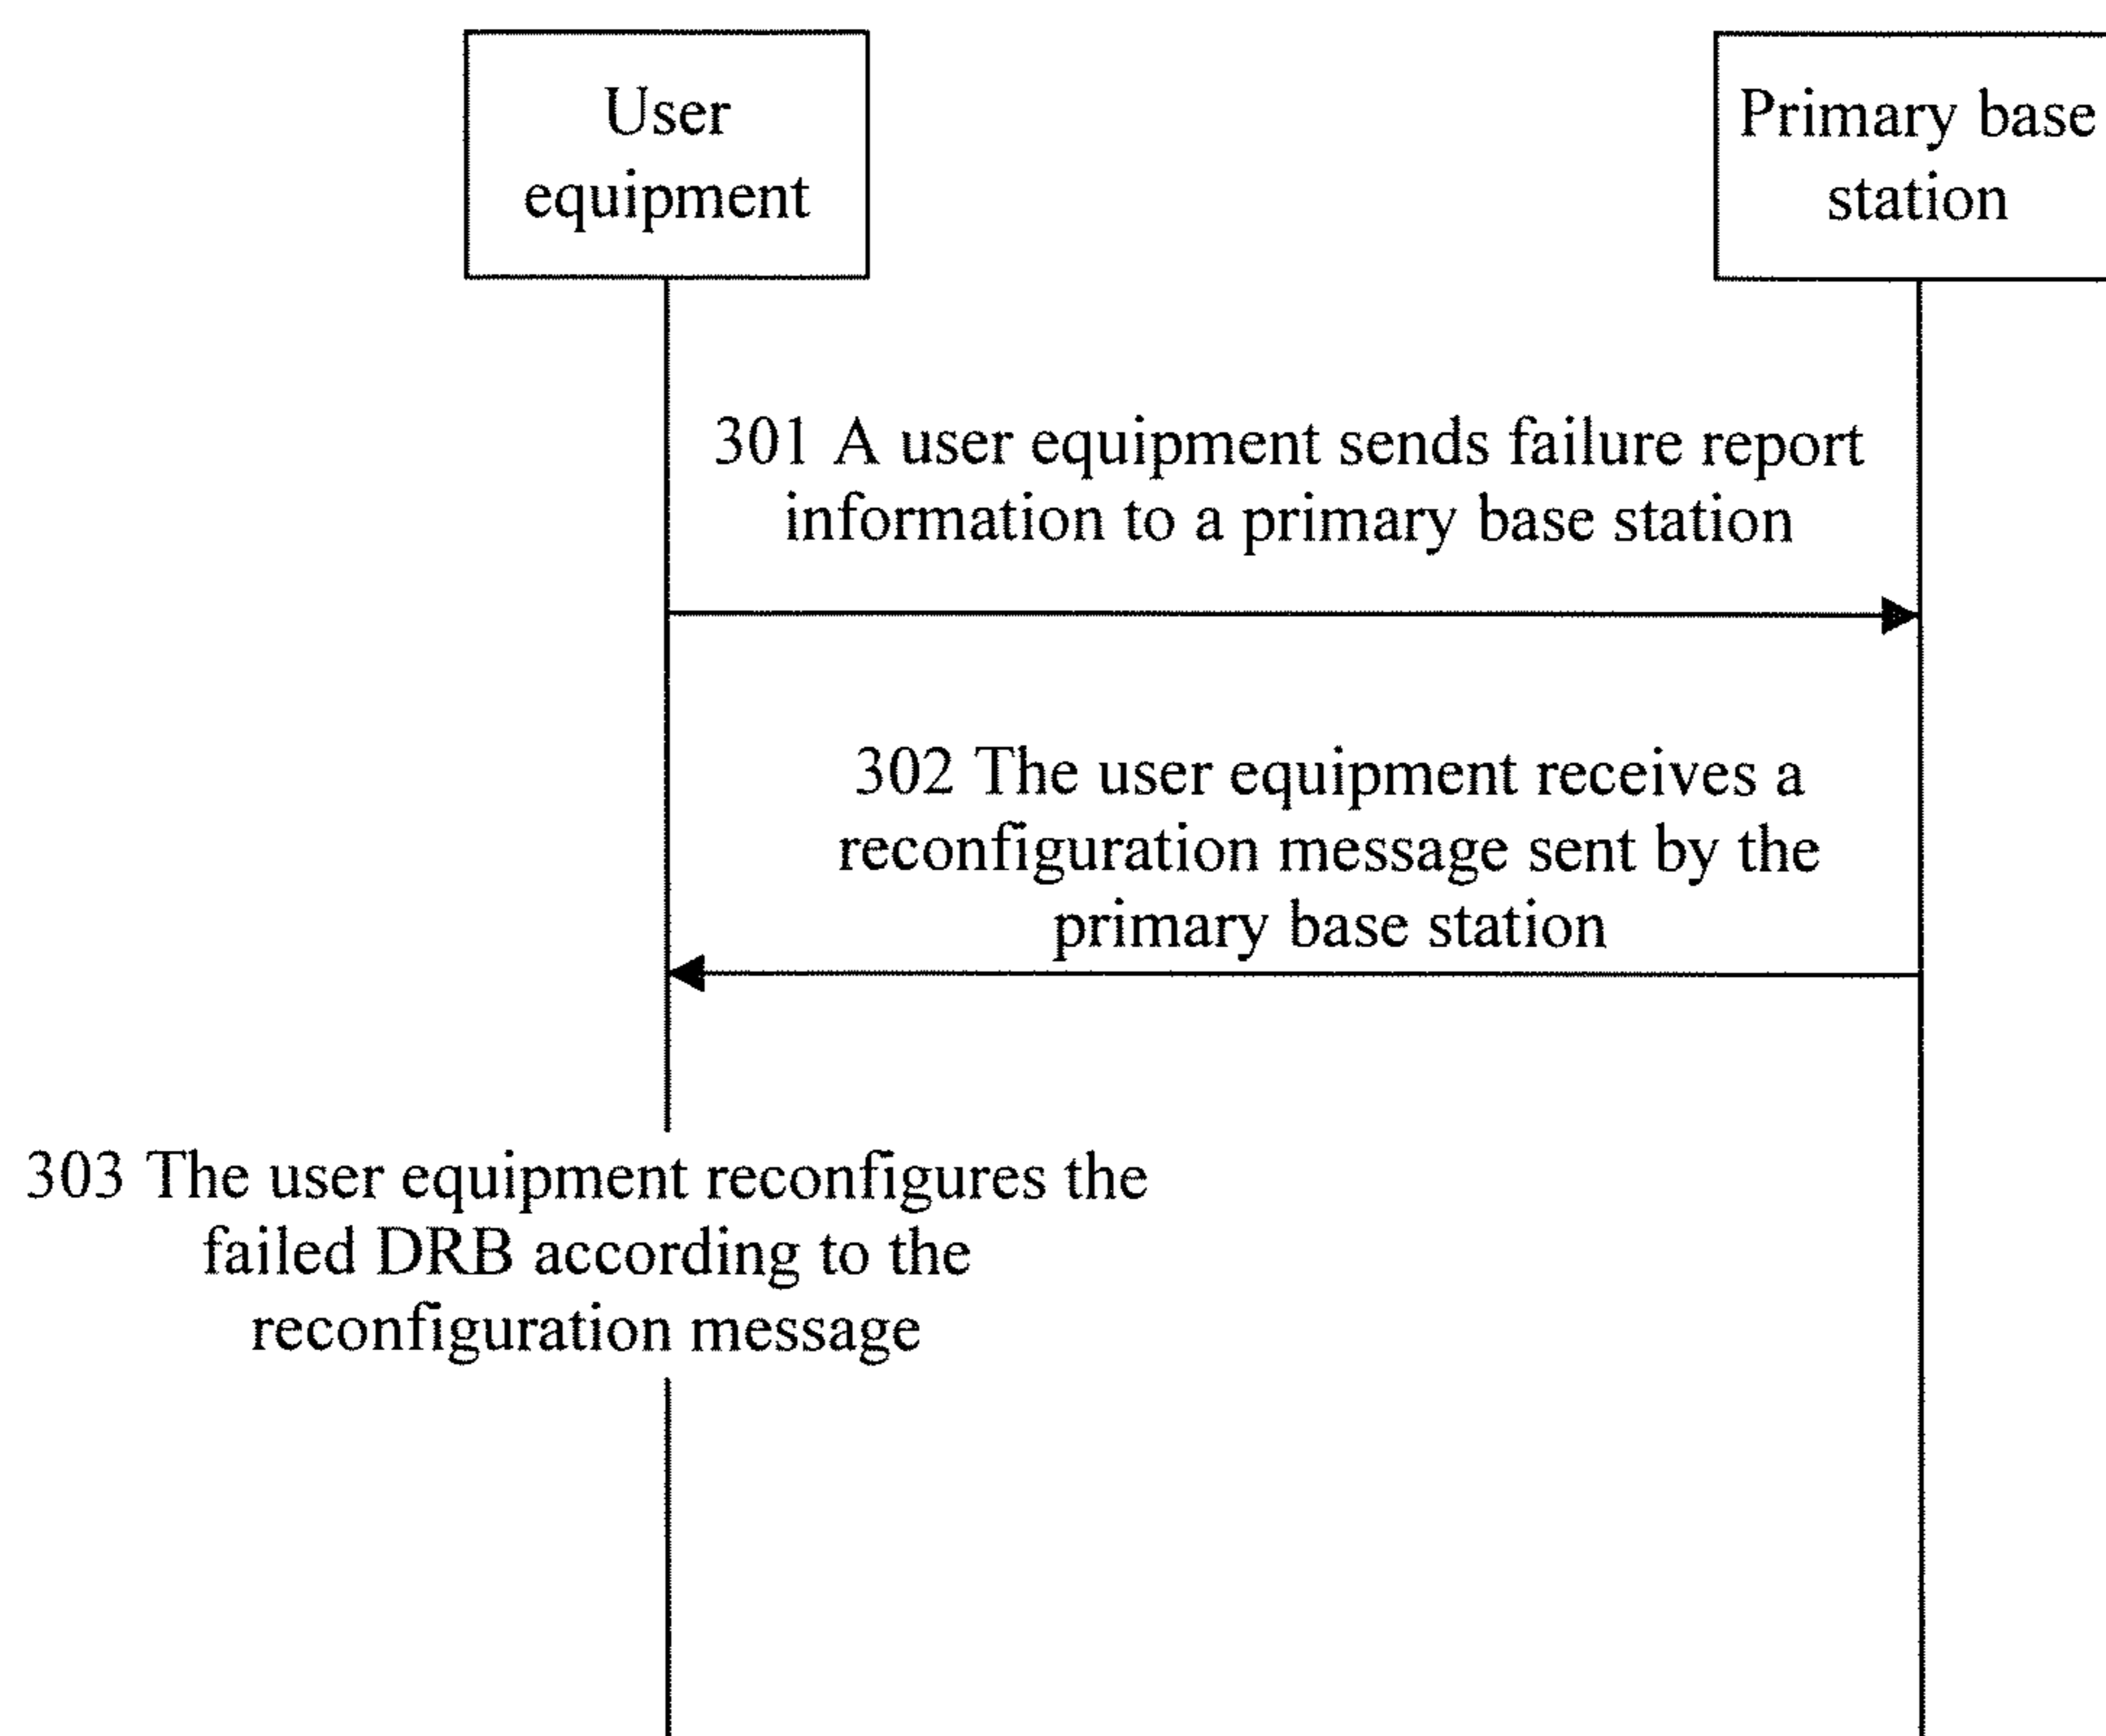 User
equipment
Primary base
station
301 A user equipment sends failure report
information to a primary base station
302 The user equipment receives a
reconfiguration message sent by the
primary base station
303 The user equipment reconfigures the
failed DRB according to the
reconfiguration message